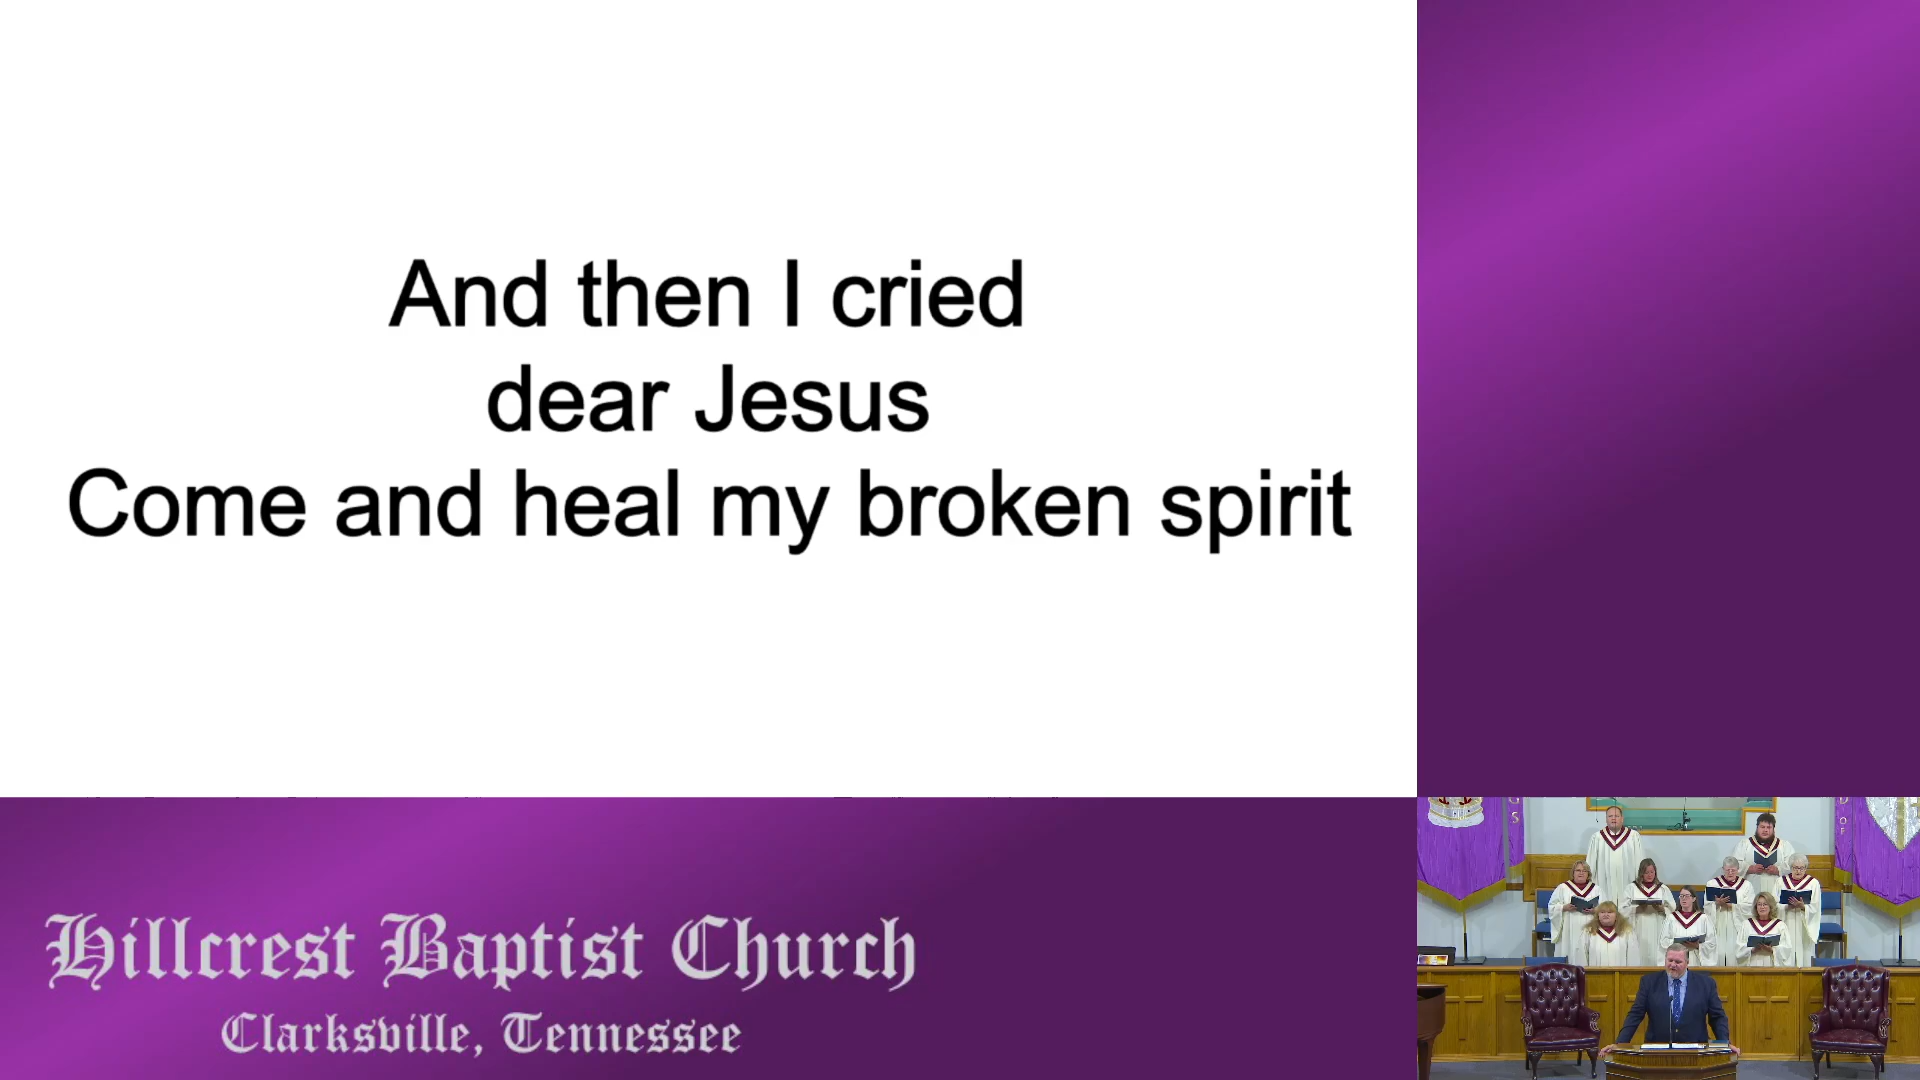 And then I cried
dear Jesus
Come and heal my broken spirit
Hillcrest Baptist Church
Clarksville, Tennessee